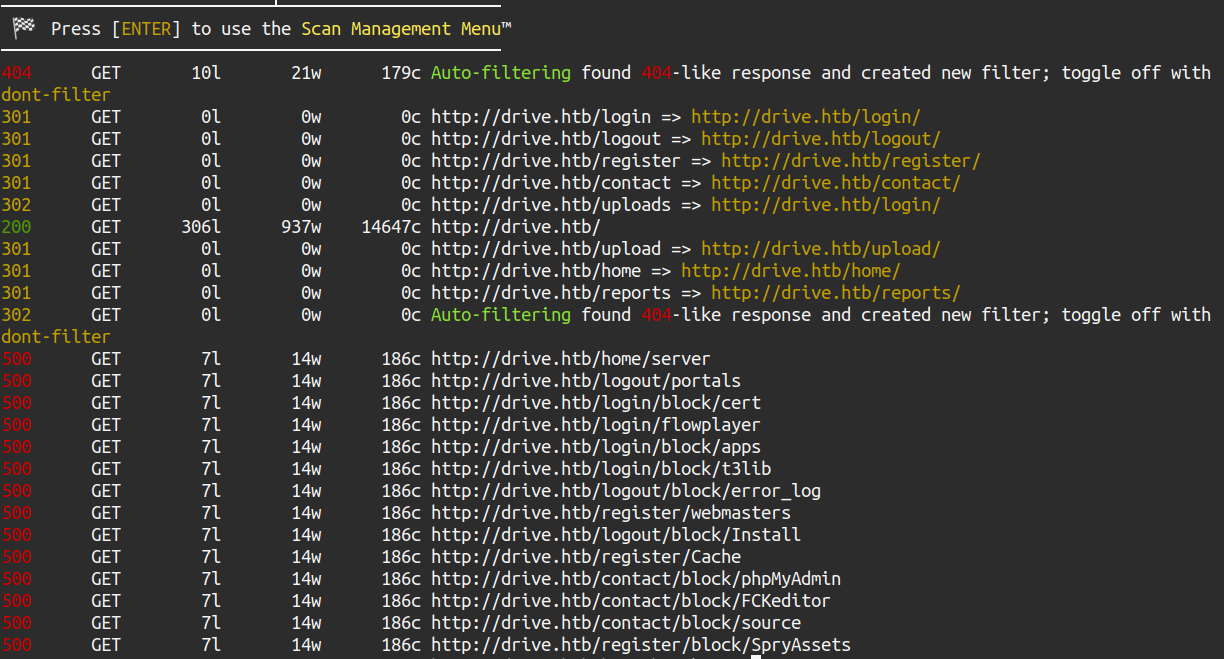 Press [ENTER] to use the Scan Management Menu™
404 GET 10l 21w 179c Auto-filtering found 404-like response and created new filter; toggle off with
dont-filter
301 GET 0l 0w 0c http://drive.htb/login => http://drive.htb/login/
301 GET 0l 0w 0c http://drive.htb/logout => http://drive.htb/logout/
301 GET 0l 0w 0c http://drive.htb/register => http://drive.htb/register/
301 GET 0l 0w 0c http://drive.htb/contact => http://drive.htb/contact/
302 GET 0l 0w 0c http://drive.htb/uploads => http://drive.htb/login/
200 GET 306l 937w 14647c http://drive.htb/
301 GET 0l 0w 0c http://drive.htb/upload => http://drive.htb/upload/
301 GET 0l 0w 0c http://drive.htb/home => http://drive.htb/home/
301 GET 0l 0w 0c http://drive.htb/reports => http://drive.htb/reports/
302 GET 0l 0w 0c Auto-filtering found 404-like response and created new filter; toggle off with
dont-filter
500 GET 7l 14w 186c http://drive.htb/home/server
500 GET 7l 14w 186c http://drive.htb/logout/portals
500 GET 7l 14w 186c http://drive.htb/login/block/cert
500 GET 7l 14w 186c http://drive.htb/login/flowplayer
500 GET 7l 14w 186c http://drive.htb/login/block/apps
500 GET 7l 14w 186c http://drive.htb/login/block/t3lib
500 GET 7l 14w 186c http://drive.htb/logout/block/error_log
500 GET 7l 14w 186c http://drive.htb/register/webmasters
500 GET 7l 14w 186c http://drive.htb/logout/block/Install
500 GET 7l 14w 186c http://drive.htb/register/Cache
500 GET 7l 14w 186c http://drive.htb/contact/block/phpMyAdmin
500 GET 7l 14w 186c http://drive.htb/contact/block/FCKeditor
500 GET 7l 14w 186c http://drive.htb/contact/block/source
500 GET 7l 14w 186c http://drive.htb/register/block/SpryAssets